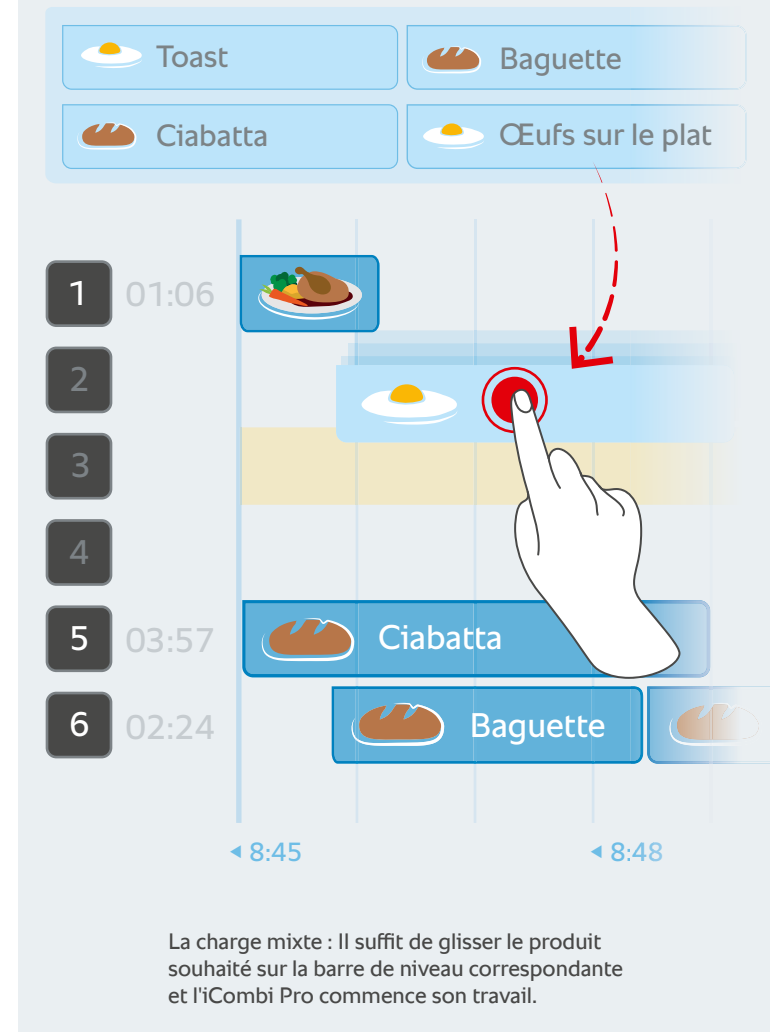 Toast
Baguette
Ciabatta
Œufs sur le plat
1 01:06
2
3
4
5 03:57 Ciabatta
6 02:24 Baguette
8:45 8:48
La charge mixte : Il suffit de glisser le produit
souhaité sur la barre de niveau correspondante
et l'iCombi Pro commence son travail.